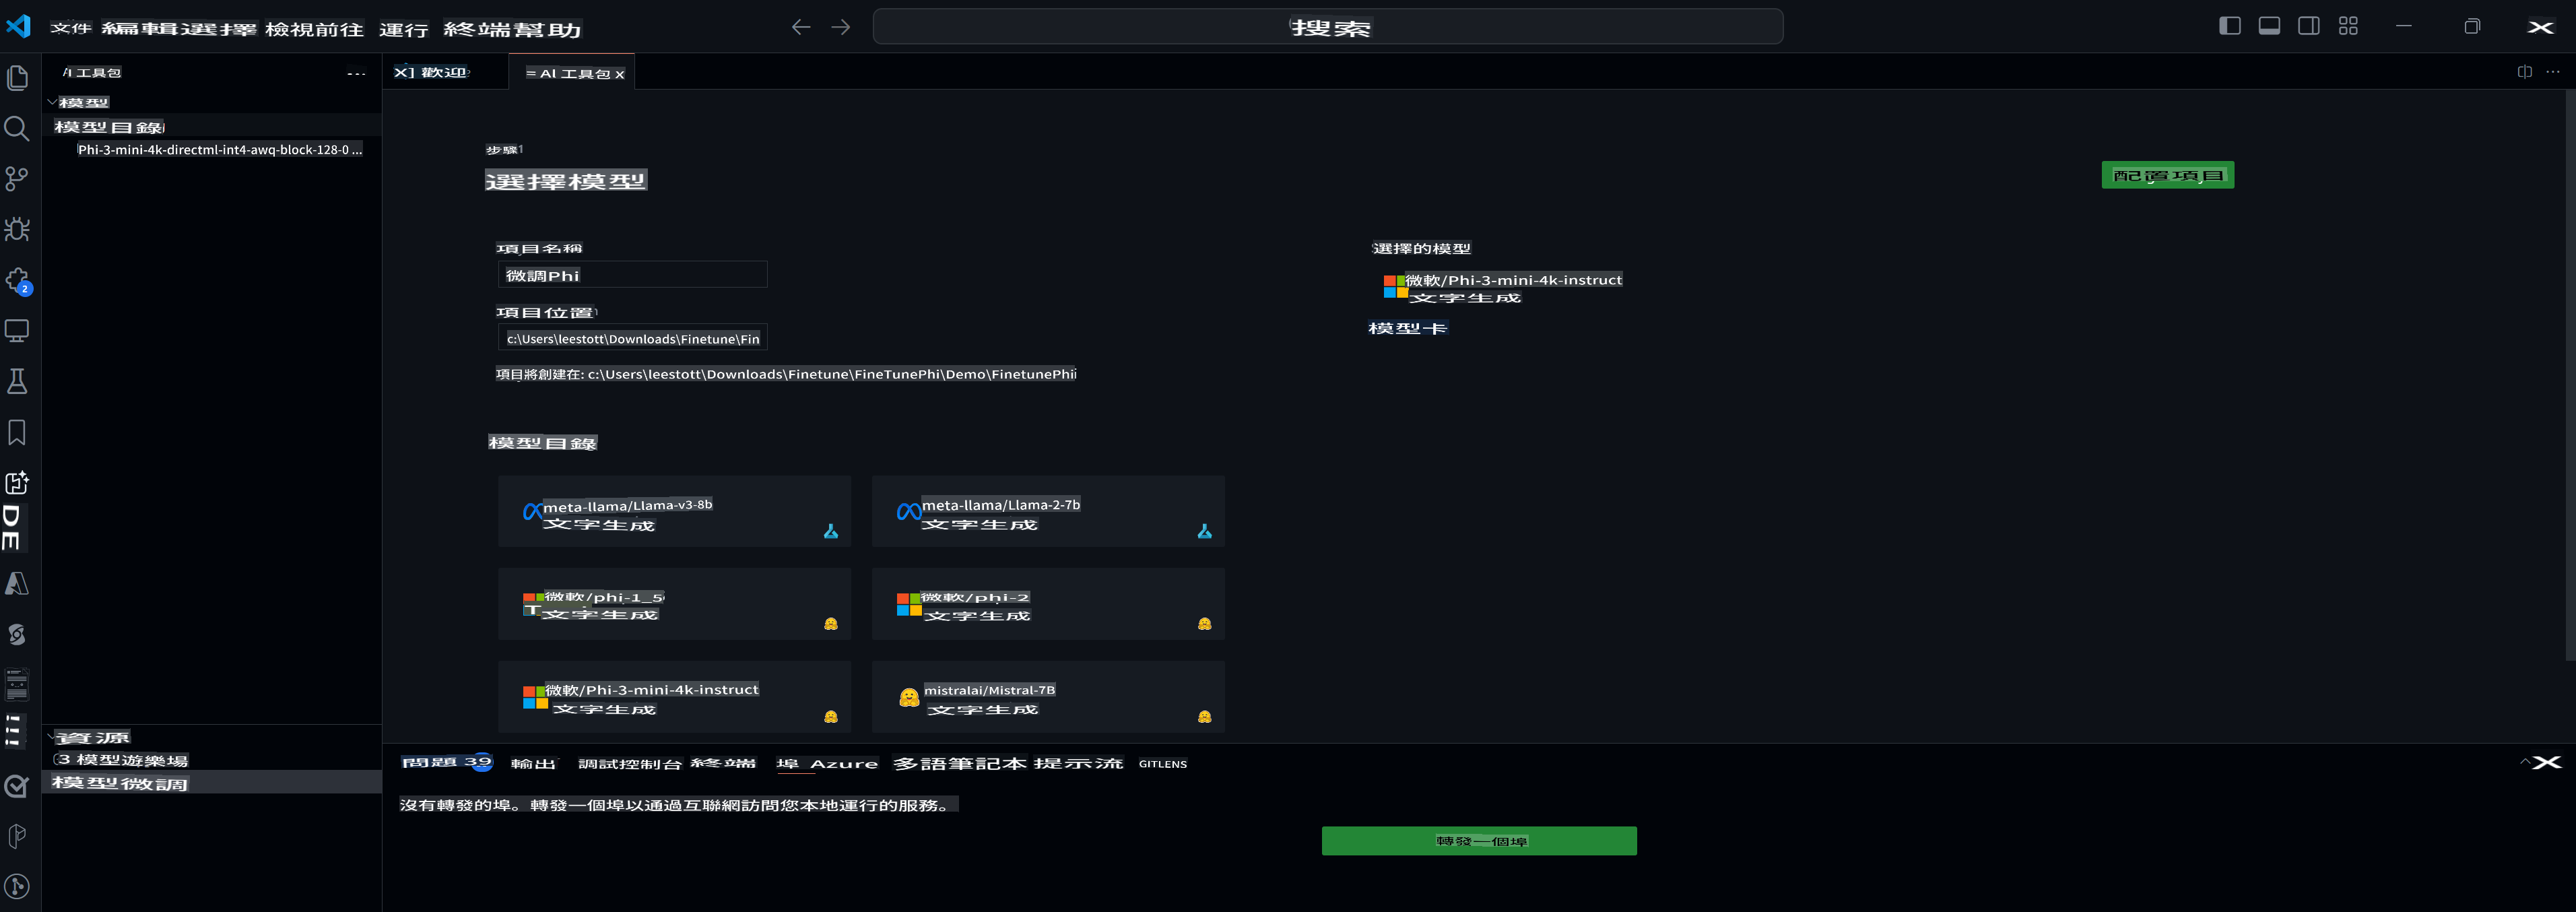 文件 編輯選擇 檢視前往 運行 終端幫助
搜索
AI 工具包
X] 歡迎
= AI 工具包 x
模型
模型目錄
Phi-3-mini-4k-directml-int4-awq-block-128-0 ...
步驟1
選擇模型
配置項目
項目名稱
微調Phi
項目位置
c:\Users\leestott\Downloads\Finetune\Fin
項目將創建在: c:\Users\leestott\Downloads\Finetune\FineTunePhi\Demo\FinetunePhi
選擇的模型
微軟/Phi-3-mini-4k-instruct
文字生成
模型卡
模型目錄
meta-llama/Llama-v3-8b
文字生成
meta-llama/Llama-2-7b
文字生成
微軟/phi-1_5
文字生成
微軟/phi-2
文字生成
微軟/Phi-3-mini-4k-instruct
文字生成
mistralai/Mistral-7B
文字生成
2
DE
資源
3 模型遊樂場
模型微調
問題 39 輸出 調試控制台 終端 埠 Azure 多語筆記本 提示流 GITLENS
沒有轉發的埠。轉發一個埠以通過互聯網訪問您本地運行的服務。
轉發一個埠